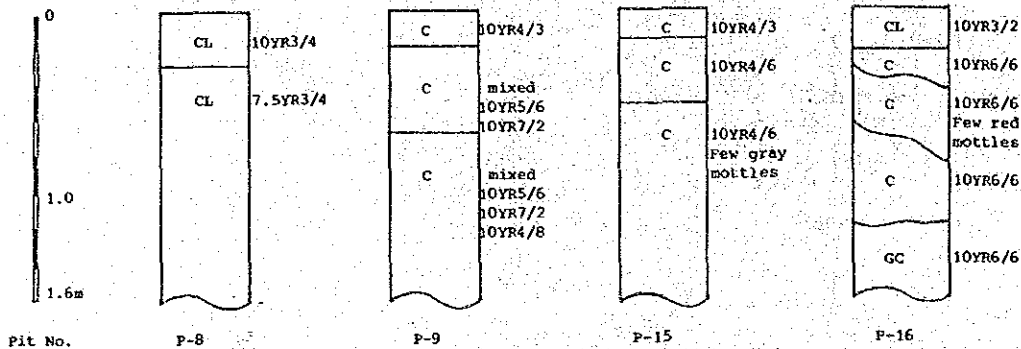 0
1.0
1.6m
Pit No.
CL 10YR3/4
CL 7.5YR3/4
P-8
C 10YR4/3
C mixed
10YR5/6
10YR7/2
C mixed
10YR5/6
10YR7/2
10YR4/8
P-9
C 10YR4/3
C 10YR4/6
C 10YR4/6
Few gray
mottles
P-15
CL 10YR3/2
C 10YR6/6
C 10YR6/6
Few red
mottles
C 10YR6/6
GC 10YR6/6
P-16